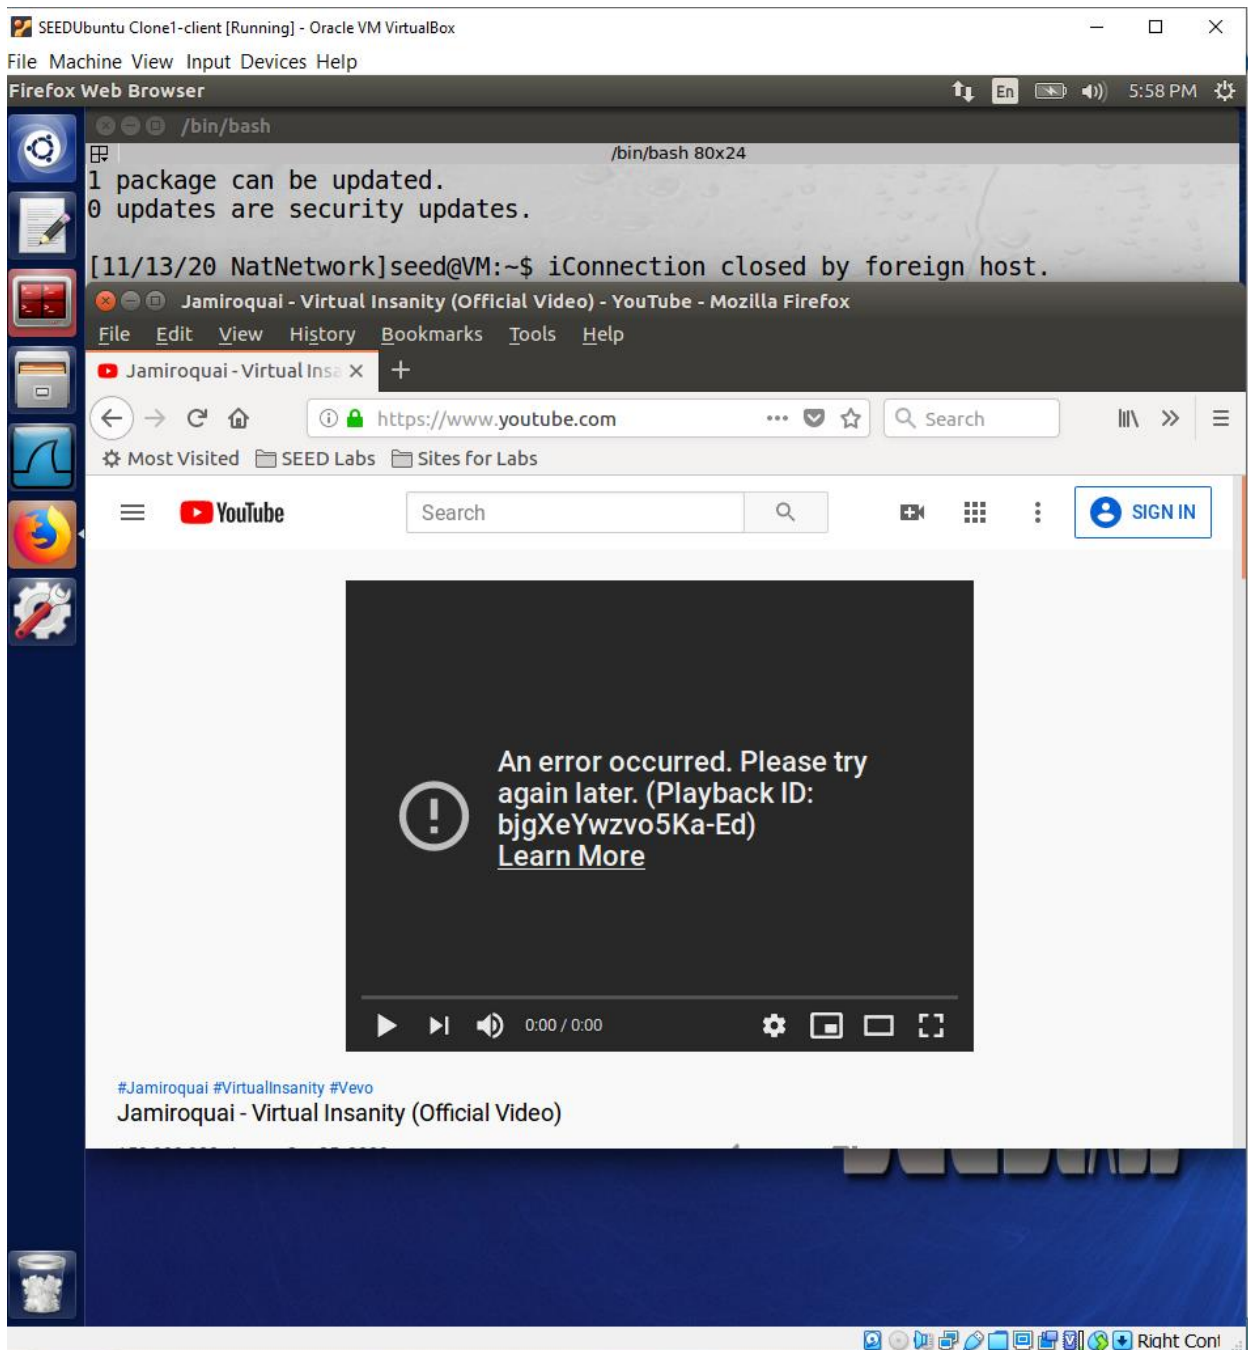 SEEDUbuntu Clone1-client [Running] - Oracle VM VirtualBox
File Machine View Input Devices Help
Firefox Web Browser En 5:58 PM
/bin/bash
/bin/bash 80x24
1 package can be updated.
0 updates are security updates.
[11/13/20 NatNetwork]seed@VM:~$ iConnection closed by foreign host.
Jamiroquai - Virtual Insanity (Official Video) - YouTube - Mozilla Firefox
File Edit View History Bookmarks Tools Help
Jamiroquai - Virtual Insa
https://www.youtube.com Search
Most Visited SEED Labs Sites for Labs
YouTube Search SIGN IN
An error occurred. Please try
again later. (Playback ID:
bjgXeYwzvo5Ka-Ed)
Learn More
0:00 / 0:00
#Jamiroquai #VirtualInsanity #Vevo
Jamiroquai - Virtual Insanity (Official Video)
Right Cont